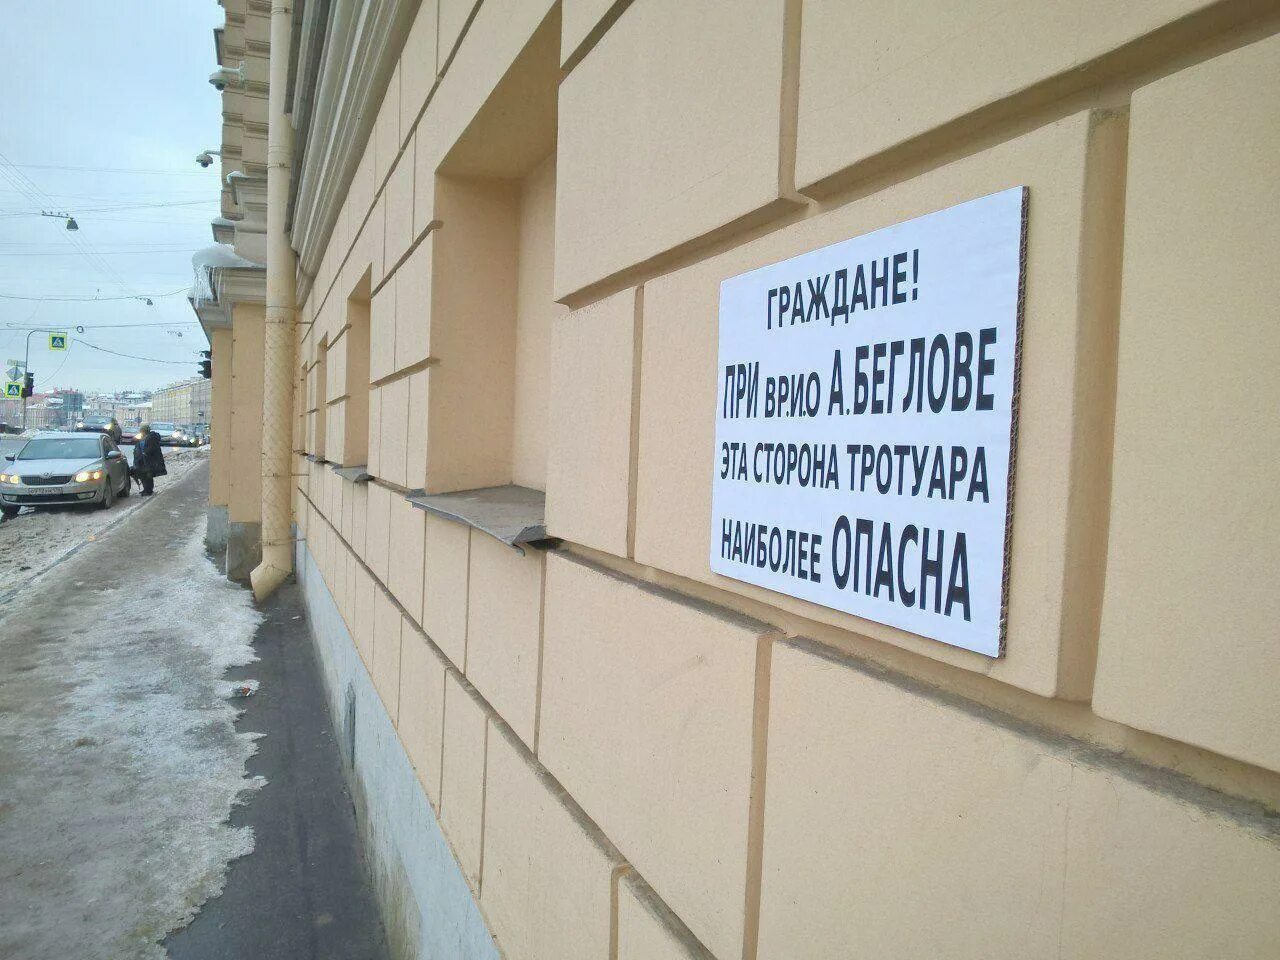 ГРАЖДАНЕ!
ПРИ ВР.И.О А.БЕГЛОВЕ
ЭТА СТОРОНА ТРОТУАРА
НАИБОЛЕЕ ОПАСНА